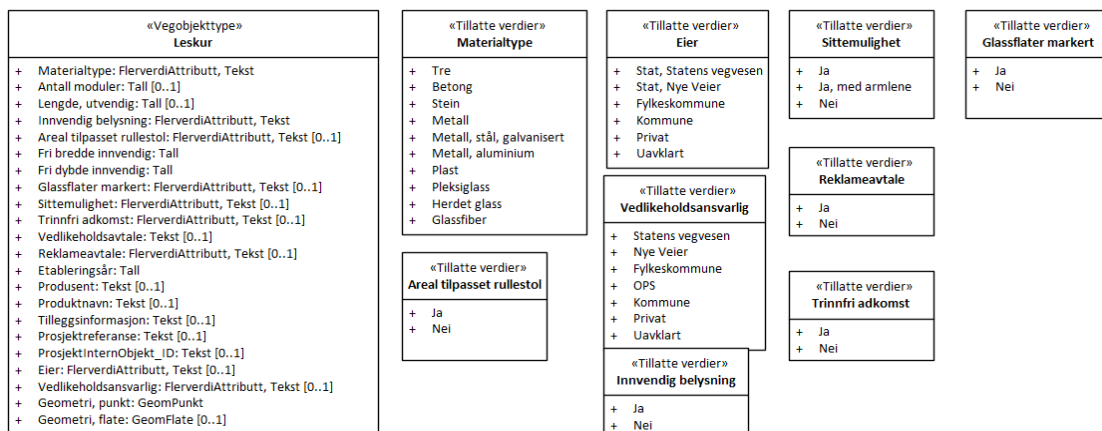 «Vegobjekttype»
Leskur
+ Materialtype: FlerverdiAttributt, Tekst
+ Antall moduler: Tall [0..1]
+ Lengde, utvendig: Tall [0..1]
+ Innvendig belysning: FlerverdiAttributt, Tekst
+ Areal tilpasset rullestol: FlerverdiAttributt, Tekst [0..1]
+ Fri bredde innvendig: Tall
+ Fri dybde innvendig: Tall
+ Glassflater markert: FlerverdiAttributt, Tekst [0..1]
+ Sittemulighet: FlerverdiAttributt, Tekst [0..1]
+ Trinnfri adkomst: FlerverdiAttributt, Tekst [0..1]
+ Vedlikeholdsavtale: Tekst [0..1]
+ Reklameavtale: FlerverdiAttributt, Tekst [0..1]
+ Etableringsår: Tall
+ Produsent: Tekst [0..1]
+ Produktnavn: Tekst [0..1]
+ Tilleggsinformasjon: Tekst [0..1]
+ Prosjektreferanse: Tekst [0..1]
+ ProsjektInternObjekt_ID: Tekst [0..1]
+ Eier: FlerverdiAttributt, Tekst [0..1]
+ Vedlikeholdsansvarlig: FlerverdiAttributt, Tekst [0..1]
+ Geometri, punkt: GeomPunkt
+ Geometri, flate: GeomFlate [0..1]
«Tillatte verdier»
Materialtype
+ Tre
+ Betong
+ Stein
+ Metall
+ Metall, stål, galvanisert
+ Metall, aluminium
+ Plast
+ Pleksiglass
+ Herdet glass
+ Glassfiber
«Tillatte verdier»
Areal tilpasset rullestol
+ Ja
+ Nei
«Tillatte verdier»
Eier
+ Stat, Statens vegvesen
+ Stat, Nye Veier
+ Fylkeskommune
+ Kommune
+ Privat
+ Uavklart
«Tillatte verdier»
Vedlikeholdsansvarlig
+ Statens vegvesen
+ Nye Veier
+ Fylkeskommune
+ OPS
+ Kommune
+ Privat
+ Uavklart
«Tillatte verdier»
Innvendig belysning
+ Ja
+ Nei
«Tillatte verdier»
Sittemulighet
+ Ja
+ Ja, med armlene
+ Nei
«Tillatte verdier»
Reklameavtale
+ Ja
+ Nei
«Tillatte verdier»
Trinnfri adkomst
+ Ja
+ Nei
«Tillatte verdier»
Glassflater markert
+ Ja
+ Nei